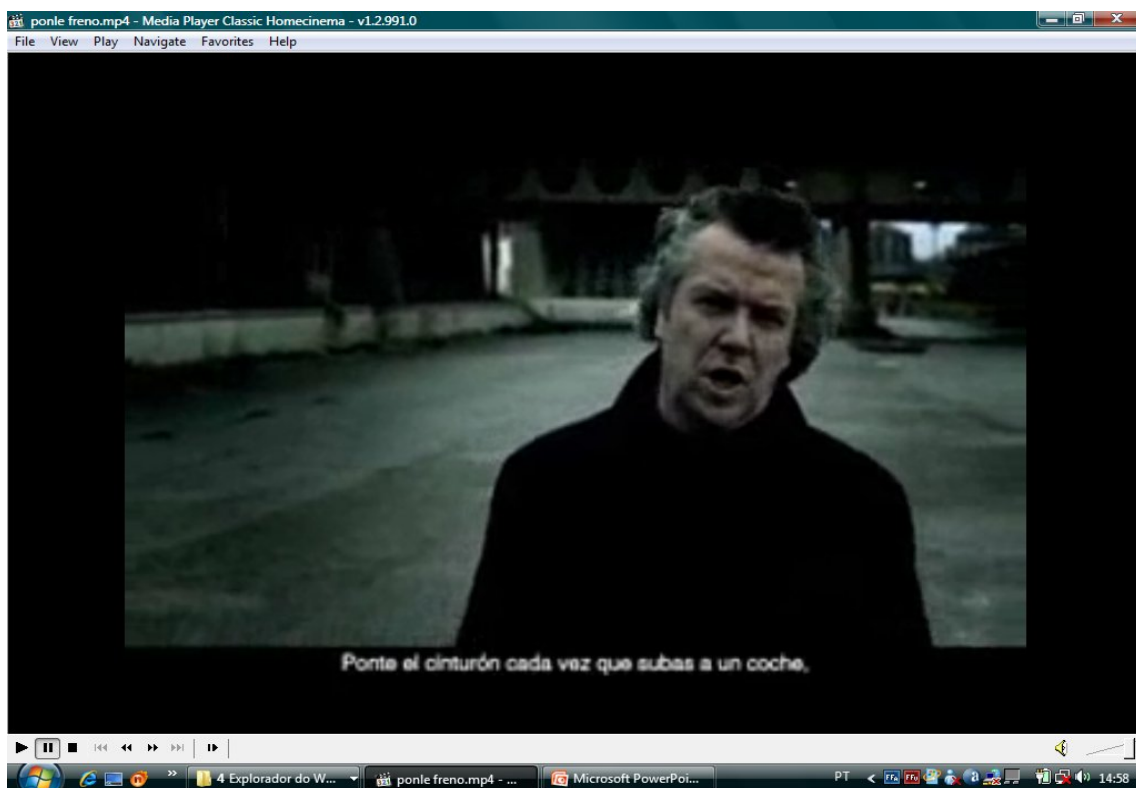 ponle freno.mp4 - Media Player Classic Homecinema - v1.2.991.0
File View Play Navigate Favorites Help
Ponte el cinturón cada vez que subas a un coche,
4 Explorador do W... ponle freno.mp4 - ... Microsoft PowerPoi... PT 14:58